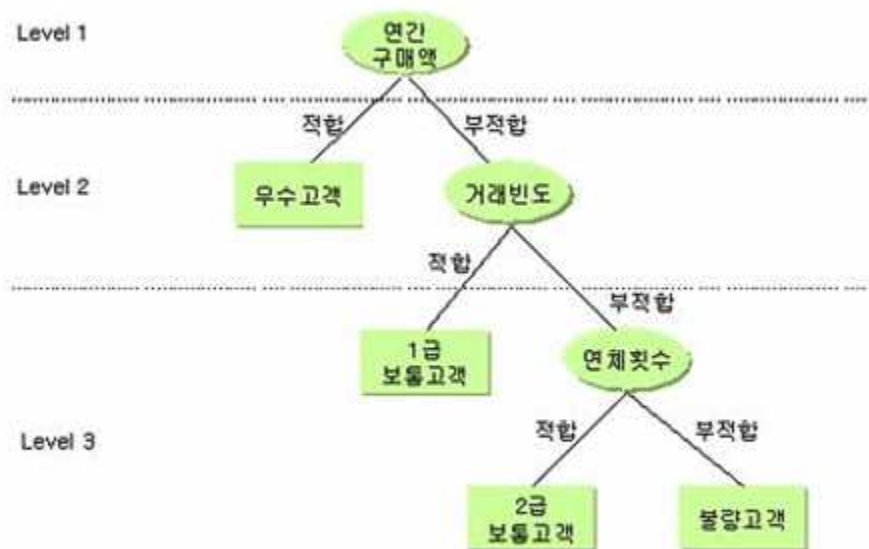 Level 1
연간
구매액
적합
부적합
Level 2
우수고객
거래빈도
적합
부적합
1급
보통고객
연체횟수
Level 3
적합
부적합
2급
보통고객
불량고객